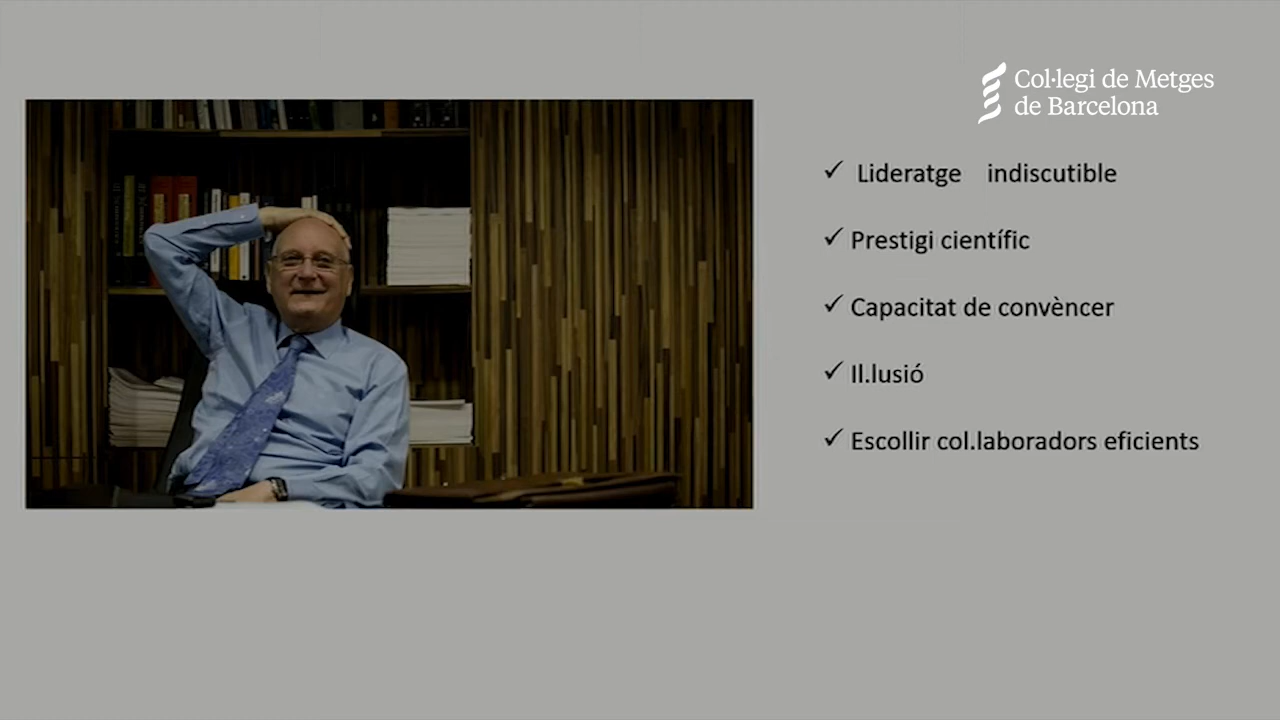 Col·legi de Metges
de Barcelona
✓ Lideratge indiscutible
✓ Prestigi científic
✓ Capacitat de convèncer
✓ Il.lusió
✓ Escollir col.laboradors eficients